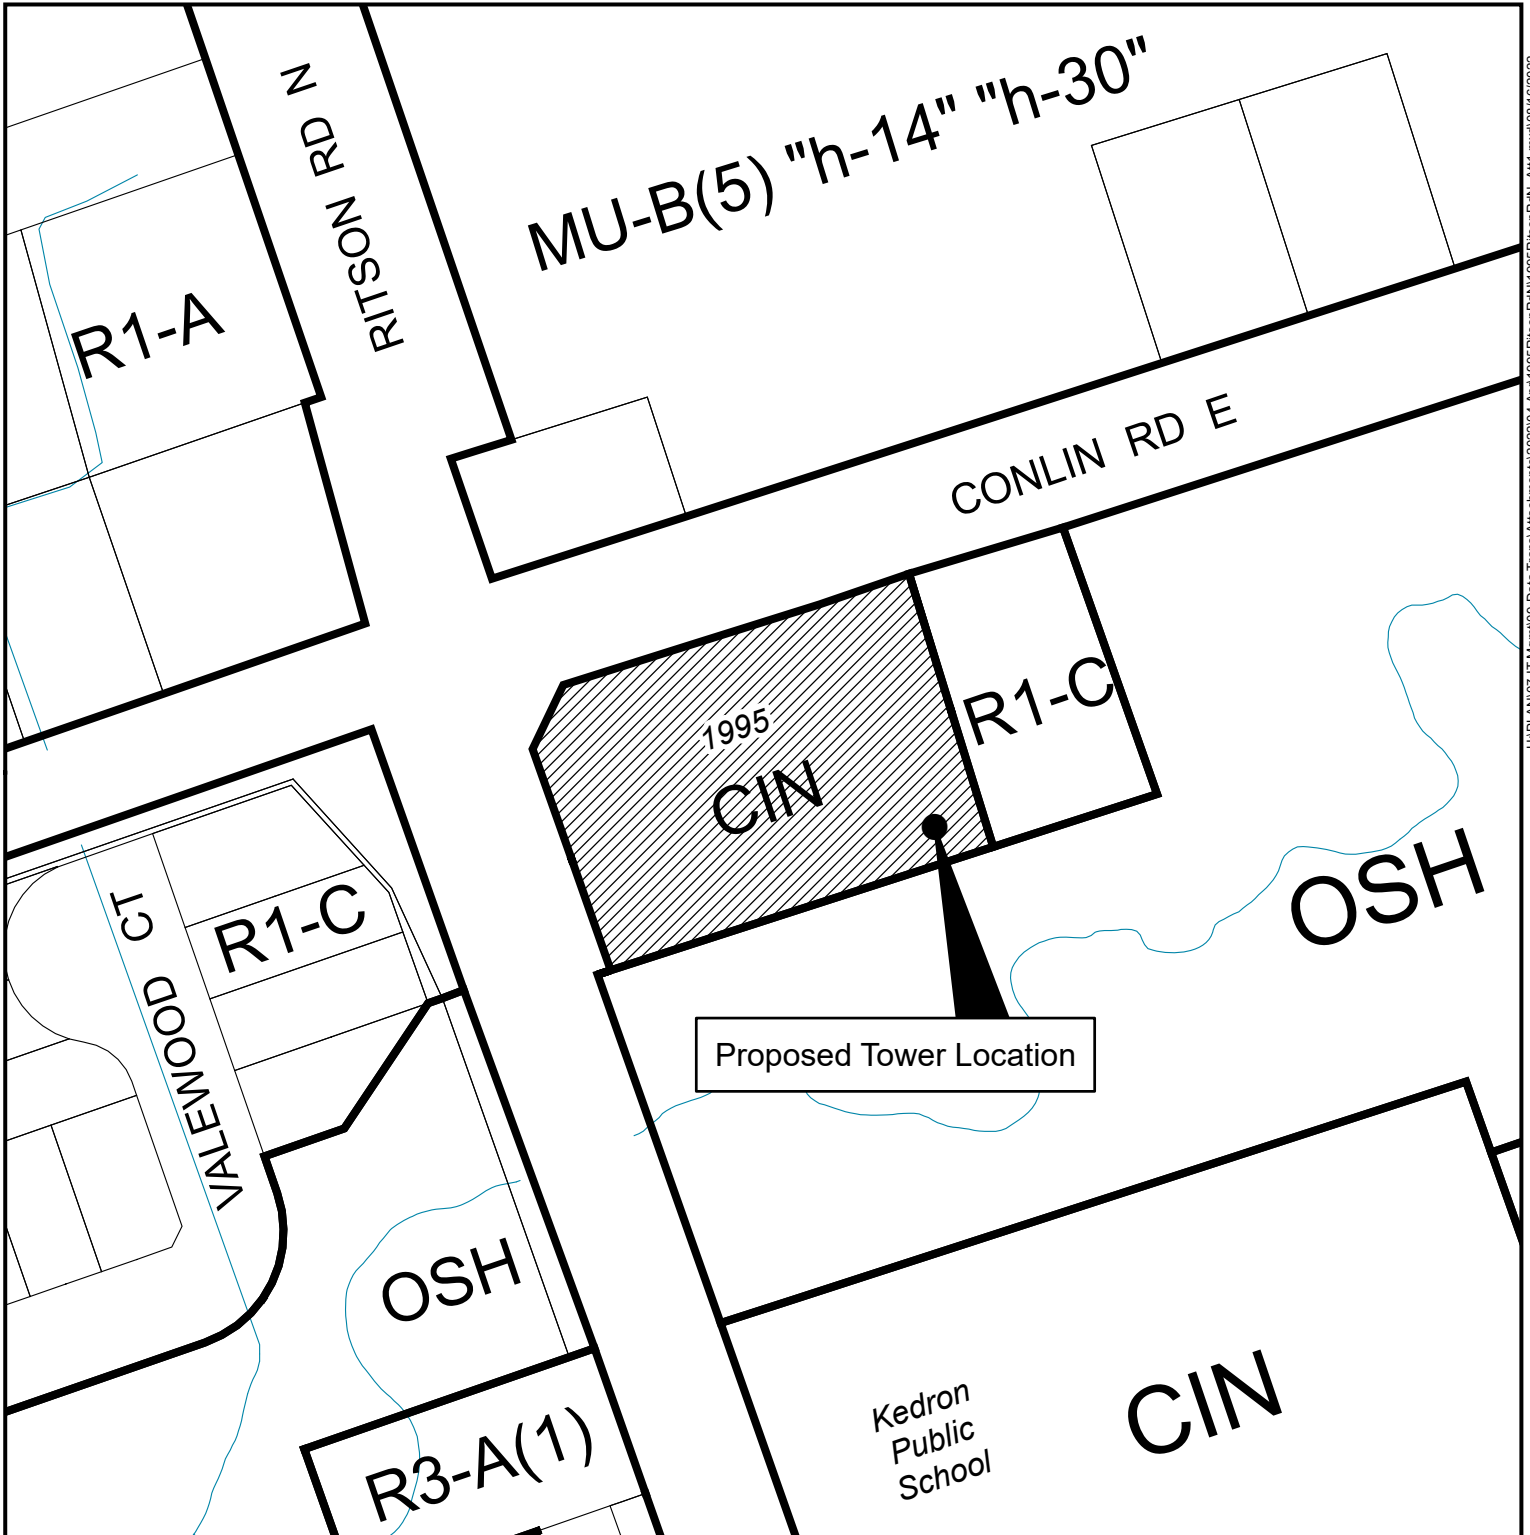 RITSON RD N
MU-B(5) "h-14" "h-30"
R1-A
CONLIN RD E
1995
CIN
R1-C
OSH
VALEWOOD CT
R1-C
Proposed Tower Location
OSH
R3-A(1)
Kedron
Public
School
CIN